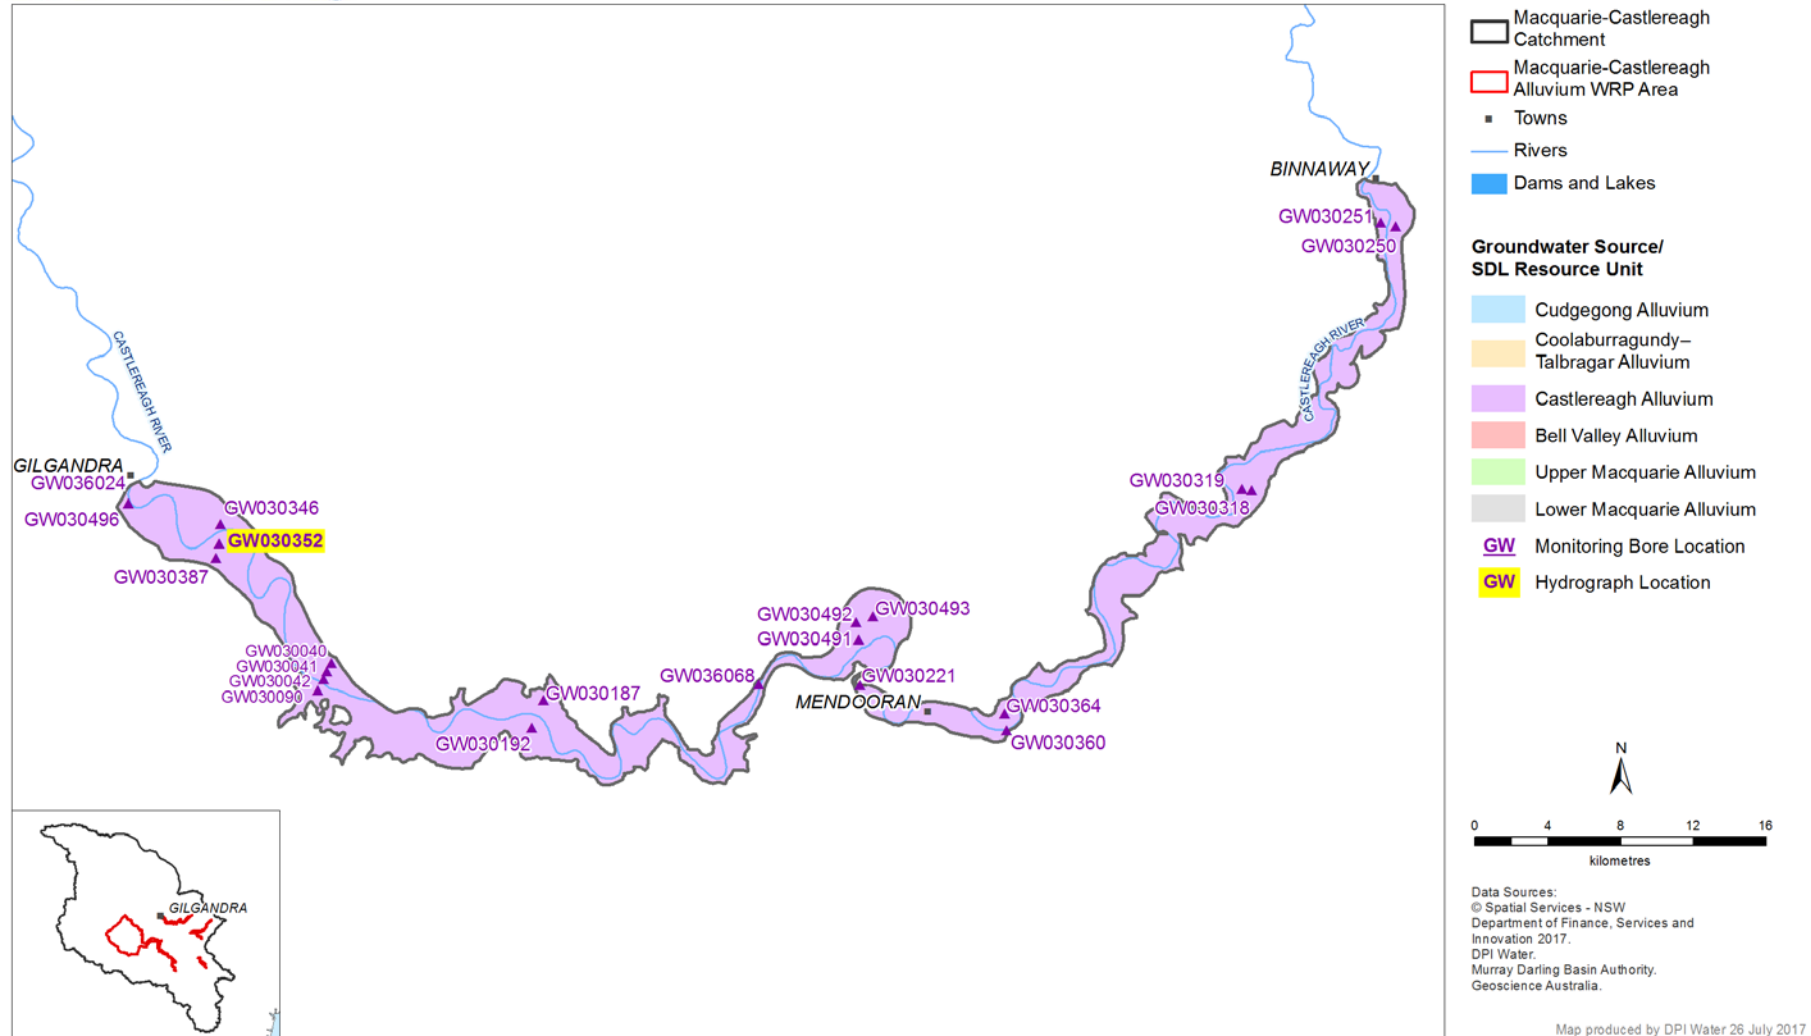 BINNAWAY
GW030251
GW030250
CASTLEREAGH RIVER
CASTLEREAGH RIVER
GILGANDRA
GW036024
GW030496
GW030346
GW030352
GW030387
GW030319
GW030318
GW030492
GW030493
GW030491
GW030040
GW030041
GW030042
GW030090
GW036068
GW030221
GW030187
MENDOORAN
GW030364
GW030192
GW030360
GILGANDRA
Macquarie-Castlereagh
Catchment
Macquarie-Castlereagh
Alluvium WRP Area
Towns
Rivers
Dams and Lakes
Groundwater Source/
SDL Resource Unit
Cudgegong Alluvium
Coolaburragundy–
Talbragar Alluvium
Castlereagh Alluvium
Bell Valley Alluvium
Upper Macquarie Alluvium
Lower Macquarie Alluvium
GW Monitoring Bore Location
GW Hydrograph Location
N
0 4 8 12 16
kilometres
Data Sources:
© Spatial Services - NSW
Department of Finance, Services and
Innovation 2017.
DPI Water.
Murray Darling Basin Authority.
Geoscience Australia.
Map produced by DPI Water 26 July 2017